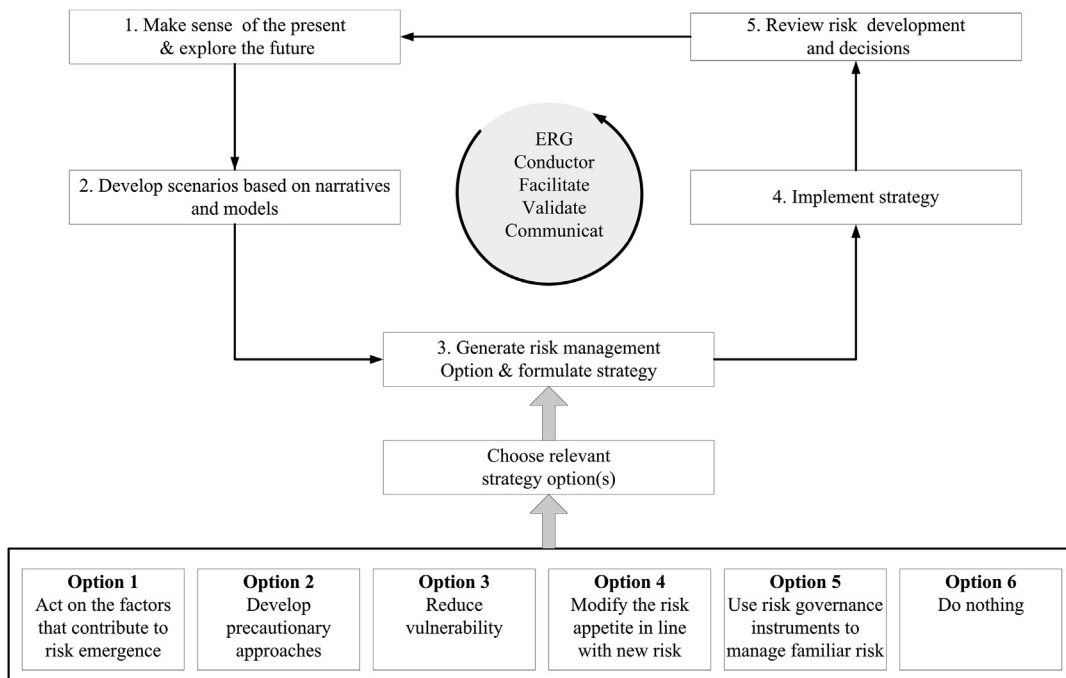 1. Make sense of the present
& explore the future
5. Review risk development
and decisions
ERG
Conductor
Facilitate
Validate
Communicat
2. Develop scenarios based on narratives
and models
4. Implement strategy
3. Generate risk management
Option & formulate strategy
Choose relevant
strategy option(s)
Option 1
Act on the factors
that contribute to
risk emergence
Option 2
Develop
precautionary
approaches
Option 3
Reduce
vulnerability
Option 4
Modify the risk
appetite in line
with new risk
Option 5
Use risk governance
instruments to
manage familiar risk
Option 6
Do nothing